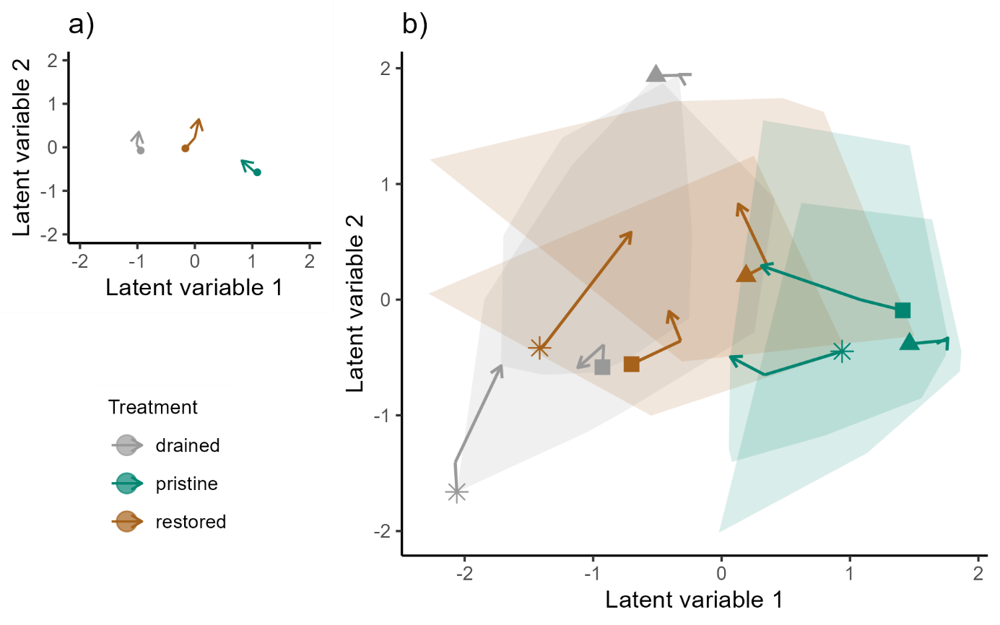 a)
2
1
0
-1
-2
Latent variable 2
-2 -1 0 1 2
Latent variable 1
Treatment
drained
pristine
restored
b)
2
1
0
-1
-2
Latent variable 2
-2 -1 0 1 2
Latent variable 1